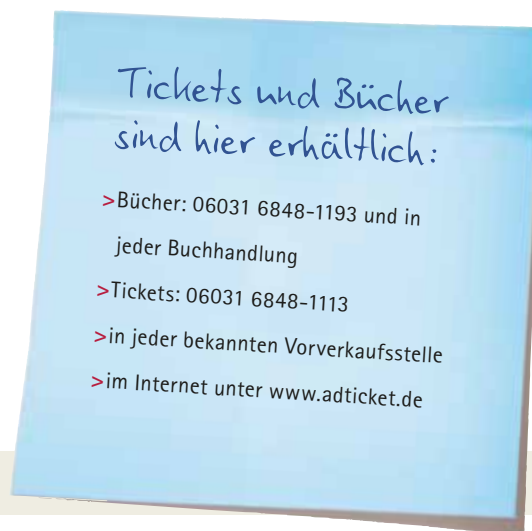 Tickets und Bücher
sind hier erhältlich:
>Bücher: 06031 6848-1193 und in
jeder Buchhandlung
>Tickets: 06031 6848-1113
>in jeder bekannten Vorverkaufsstelle
>im Internet unter www.adticket.de